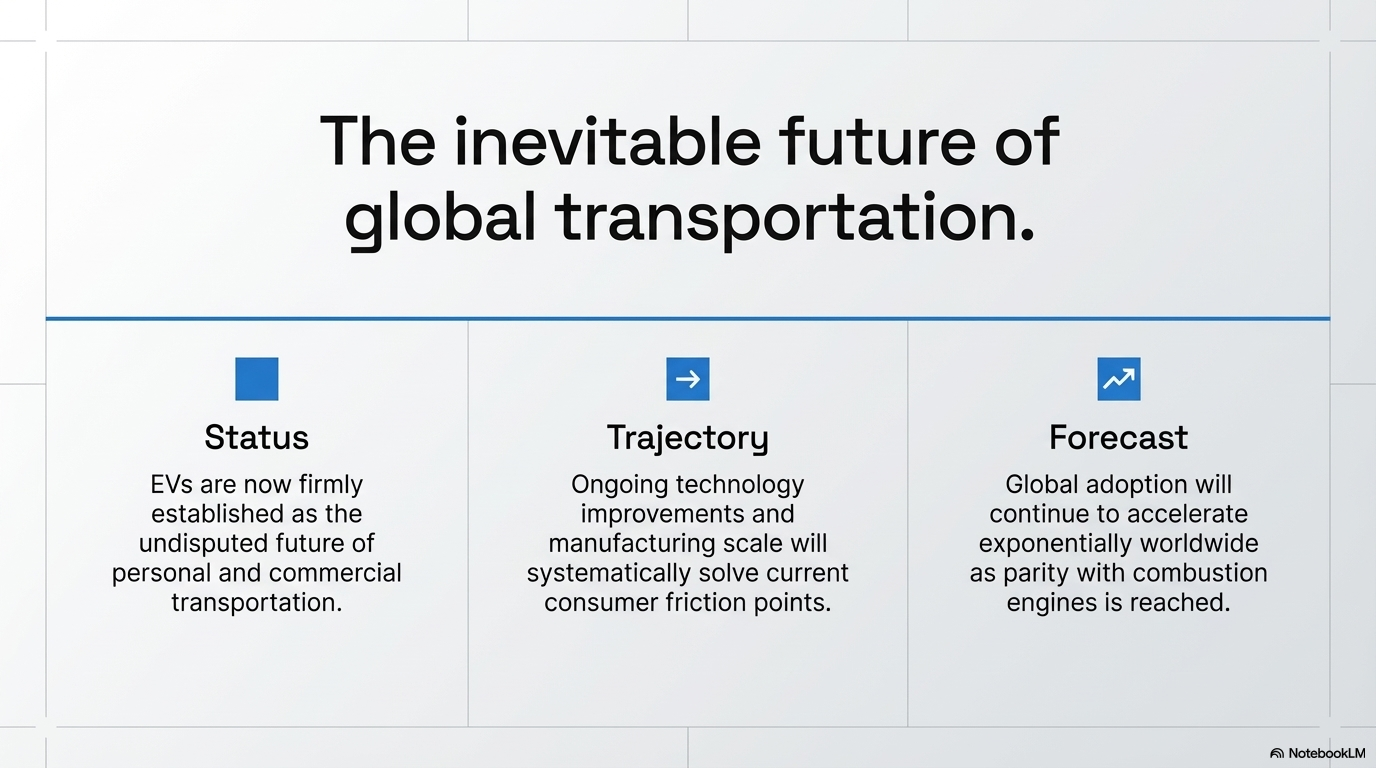 The inevitable future of
global transportation.
Status
EVs are now firmly
established as the
undisputed future of
personal and commercial
transportation.
Trajectory
Ongoing technology
improvements and
manufacturing scale will
systematically solve current
consumer friction points.
Forecast
Global adoption will
continue to accelerate
exponentially worldwide
as parity with combustion
engines is reached.
NotebookLM